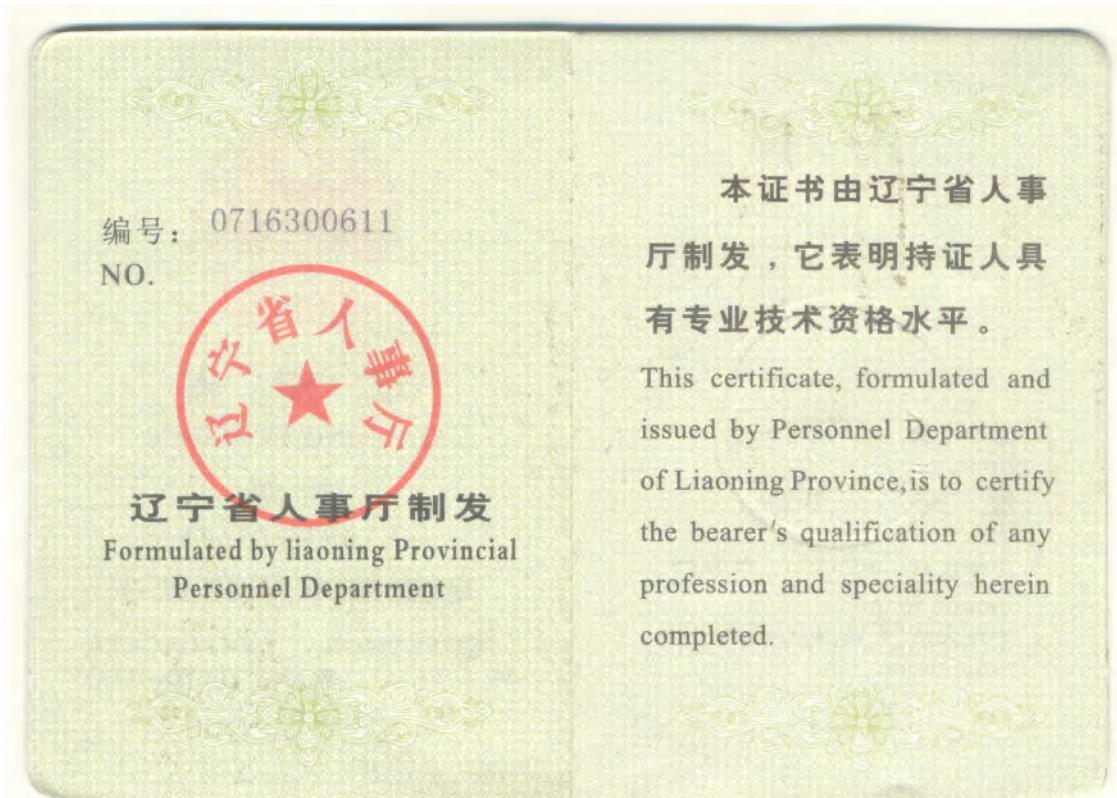 编号：0716300611
NO.
辽宁省人事厅
辽宁省人事厅制发
Formulated by liaoning Provincial
Personnel Department
本证书由辽宁省人事
厅制发，它表明持证人具
有专业技术资格水平。
This certificate, formulated and
issued by Personnel Department
of Liaoning Province,is to certify
the bearer's qualification of any
profession and speciality herein
completed.